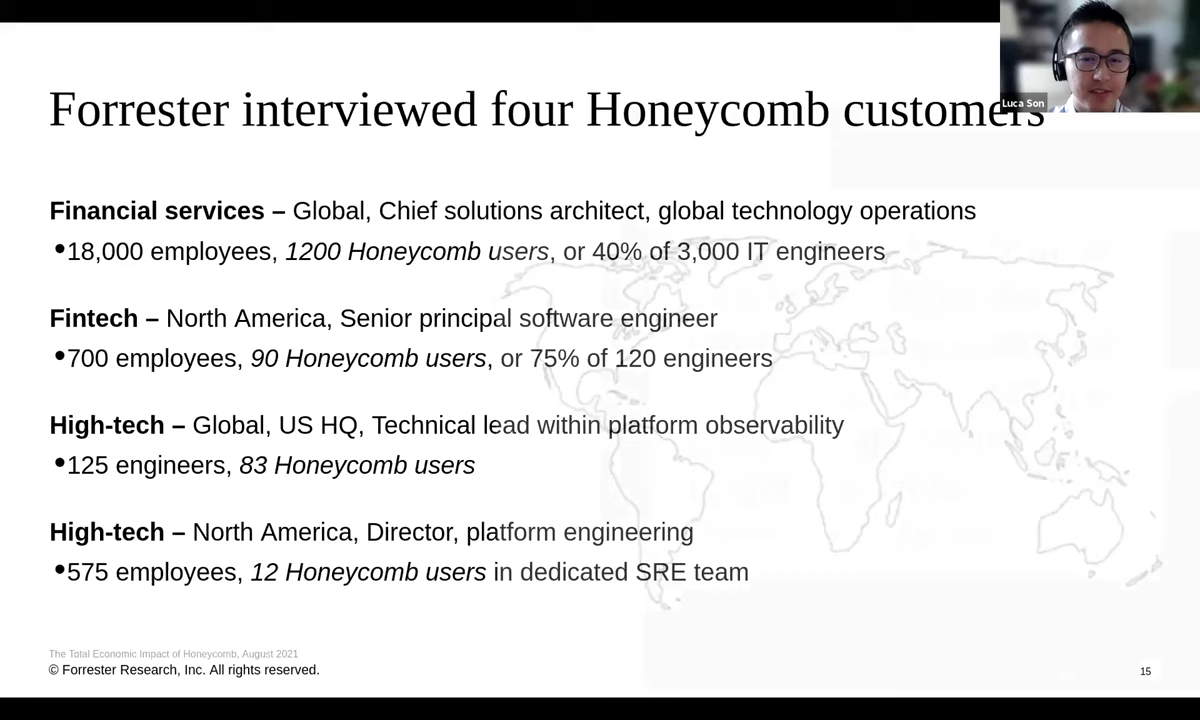 Forrester interviewed four Honeycomb customers
Luca Son
Financial services – Global, Chief solutions architect, global technology operations
•18,000 employees, 1200 Honeycomb users, or 40% of 3,000 IT engineers
Fintech – North America, Senior principal software engineer
•700 employees, 90 Honeycomb users, or 75% of 120 engineers
High-tech – Global, US HQ, Technical lead within platform observability
•125 engineers, 83 Honeycomb users
High-tech – North America, Director, platform engineering
•575 employees, 12 Honeycomb users in dedicated SRE team
The Total Economic Impact of Honeycomb, August 2021
© Forrester Research, Inc. All rights reserved.
15